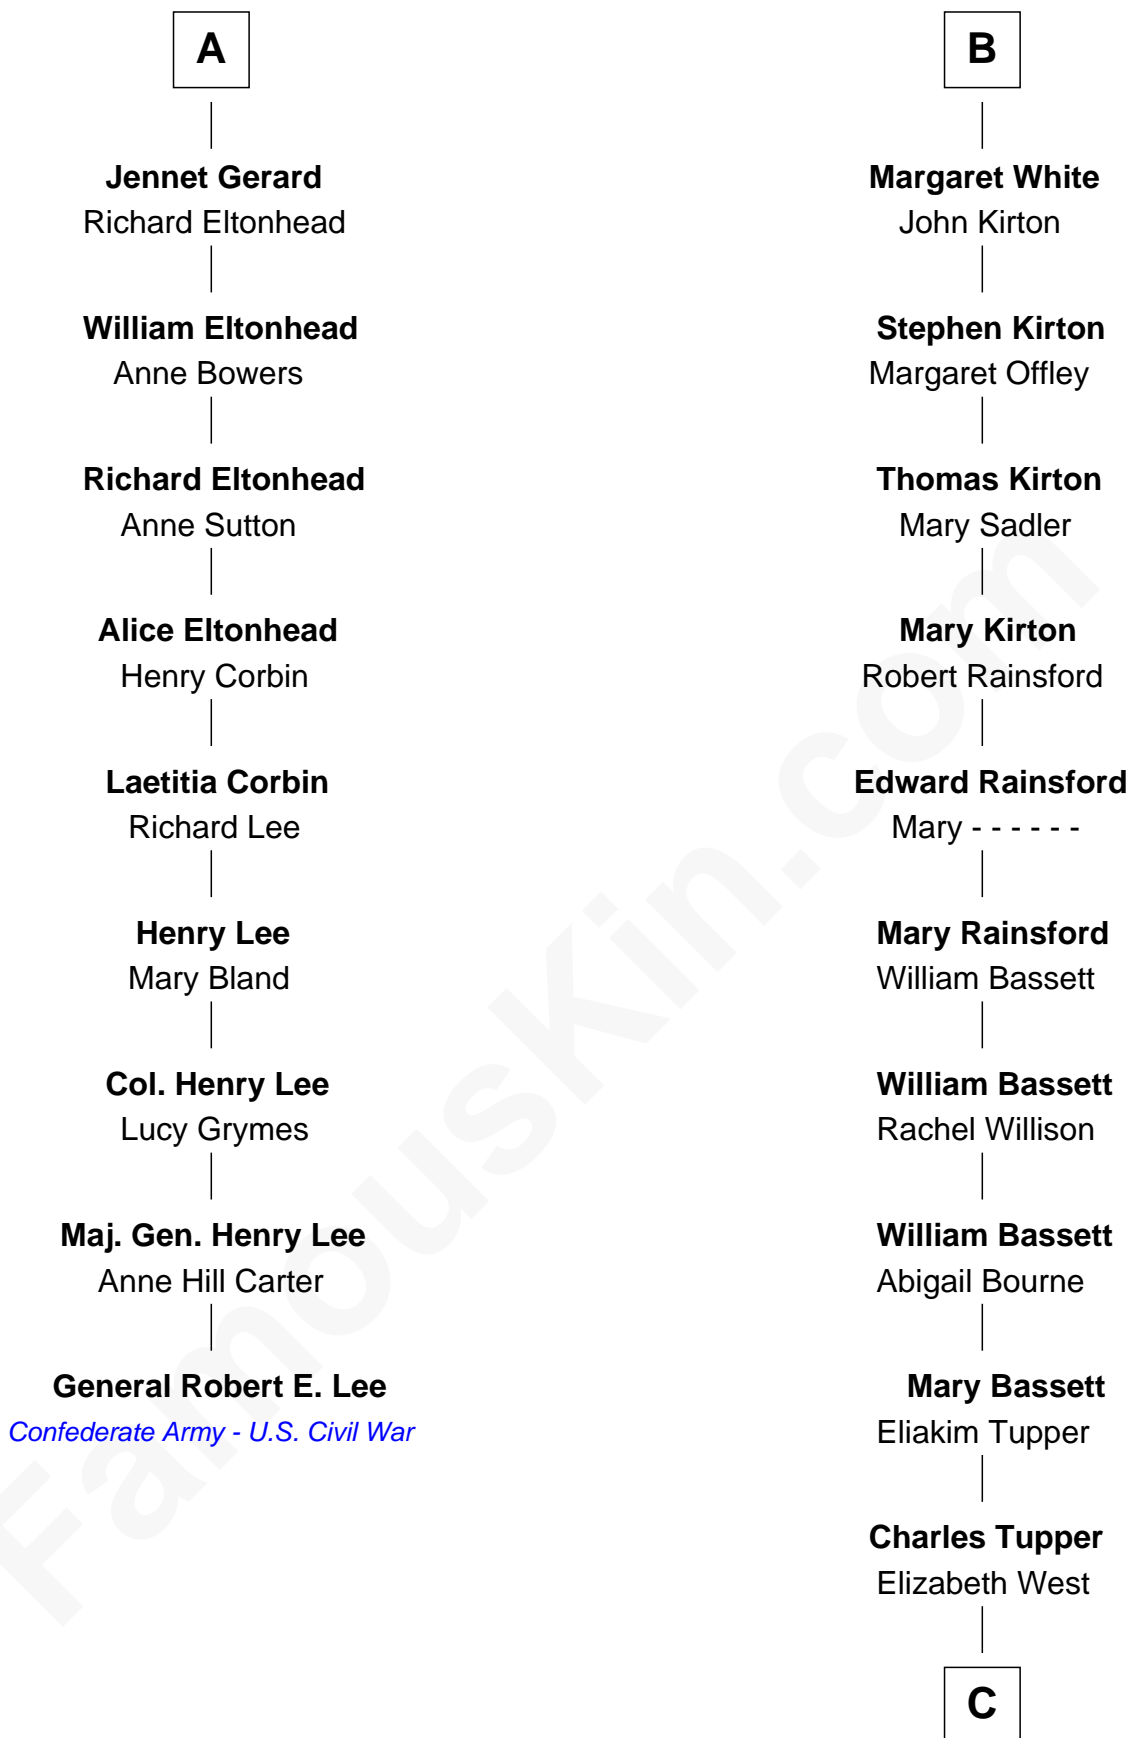 A
Jennet Gerard
Richard Eltonhead
William Eltonhead
Anne Bowers
Richard Eltonhead
Anne Sutton
Alice Eltonhead
Henry Corbin
Laetitia Corbin
Richard Lee
Henry Lee
Mary Bland
Col. Henry Lee
Lucy Grymes
Maj. Gen. Henry Lee
Anne Hill Carter
General Robert E. Lee
Confederate Army - U.S. Civil War
B
Margaret White
John Kirton
Stephen Kirton
Margaret Offley
Thomas Kirton
Mary Sadler
Mary Kirton
Robert Rainsford
Edward Rainsford
Mary - - - - - -
Mary Rainsford
William Bassett
William Bassett
Rachel Willison
William Bassett
Abigail Bourne
Mary Bassett
Eliakim Tupper
Charles Tupper
Elizabeth West
C
FamousKin.com